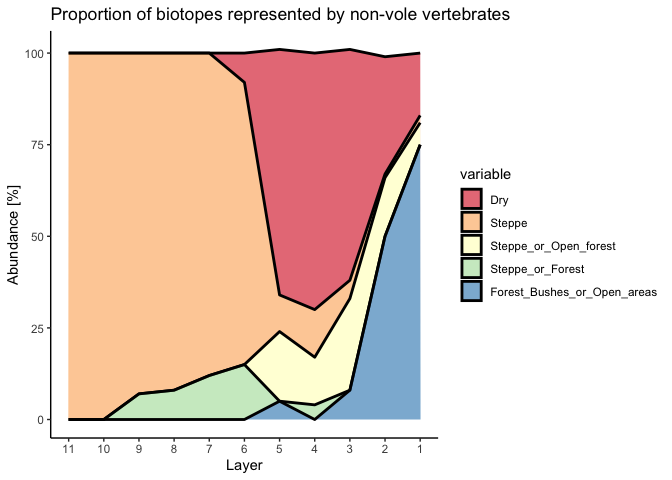 Proportion of biotopes represented by non-vole vertebrates
Abundance [%]
100
75
50
25
0
11 10 9 8 7 6 5 4 3 2 1
Layer
variable
Dry
Steppe
Steppe_or_Open_forest
Steppe_or_Forest
Forest_Bushes_or_Open_areas